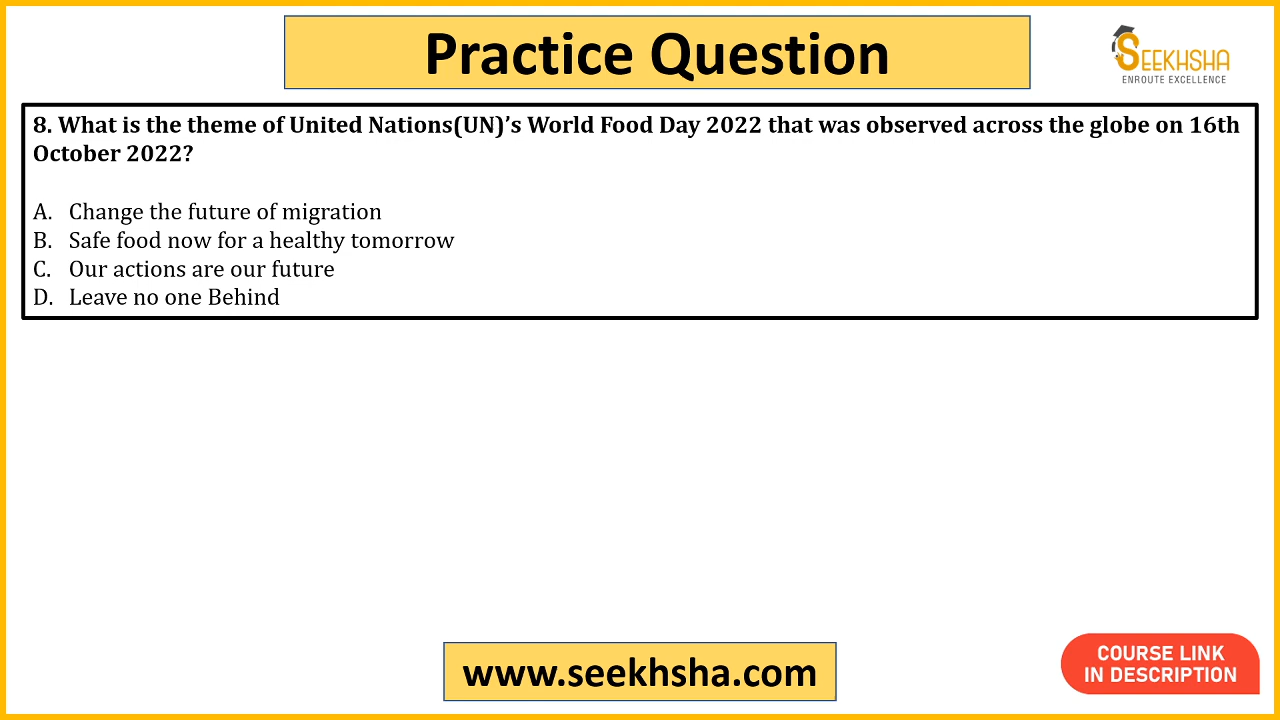 Practice Question
SEEKHSHA
ENROUTE EXCELLENCE
8. What is the theme of United Nations(UN)’s World Food Day 2022 that was observed across the globe on 16th
October 2022?
A. Change the future of migration
B. Safe food now for a healthy tomorrow
C. Our actions are our future
D. Leave no one Behind
www.seekhsha.com
COURSE LINK
IN DESCRIPTION